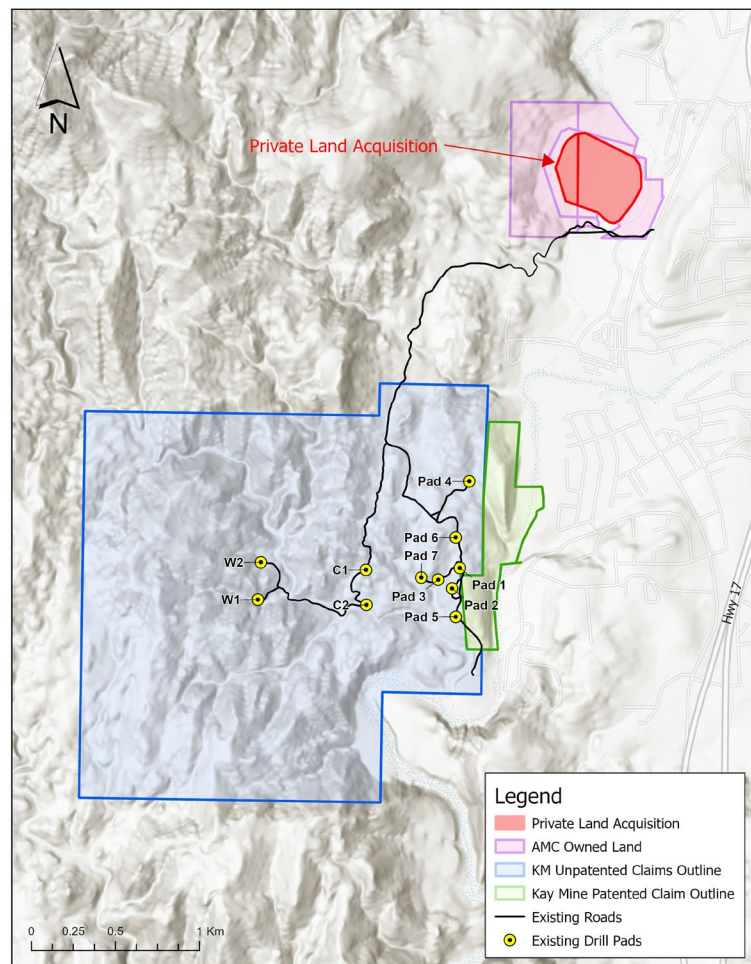 N
Private Land Acquisition
Pad 4
Pad 6
Pad 7
W2
C1
Pad 1
Pad 3
W1
C2
Pad 2
Pad 5
Hwy 17
Legend
Private Land Acquisition
AMC Owned Land
KM Unpatented Claims Outline
Kay Mine Patented Claim Outline
Existing Roads
Existing Drill Pads
0 0.25 0.5 1 Km